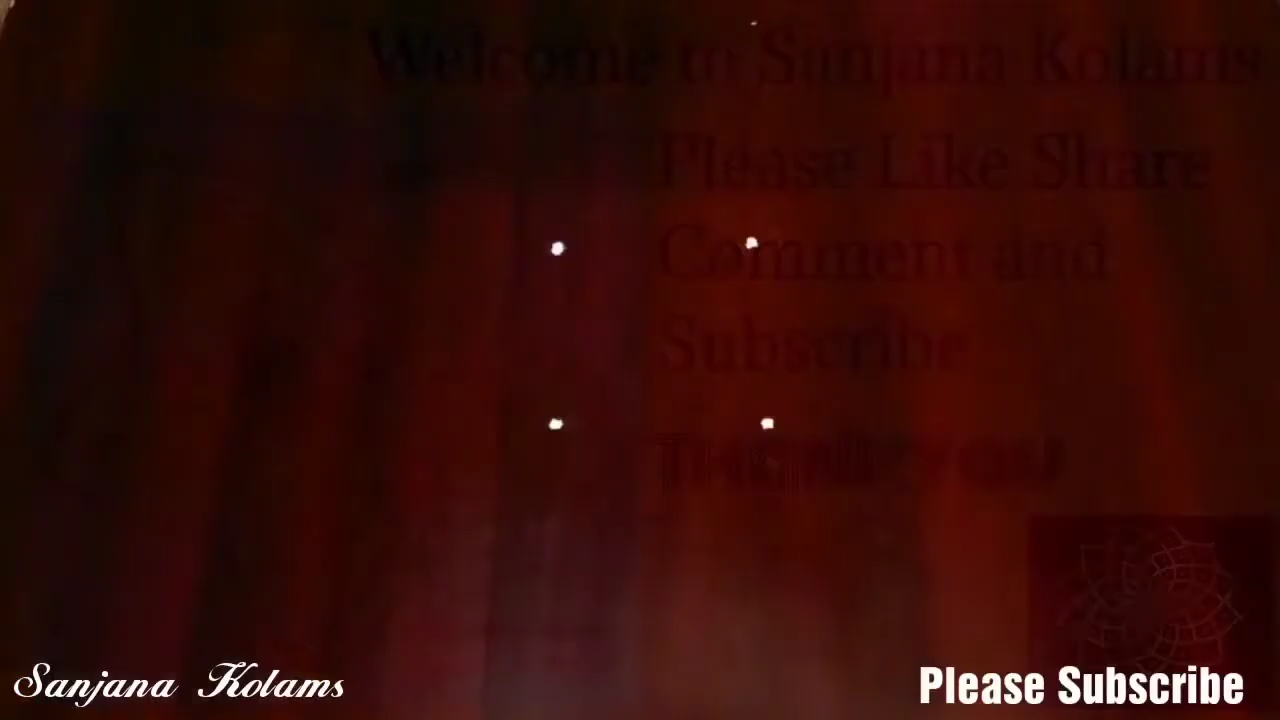 Welcome to Sanjana Kolams
Please Like Share
Comment and
Subscribe
Sanjana Kolams
Please Subscribe